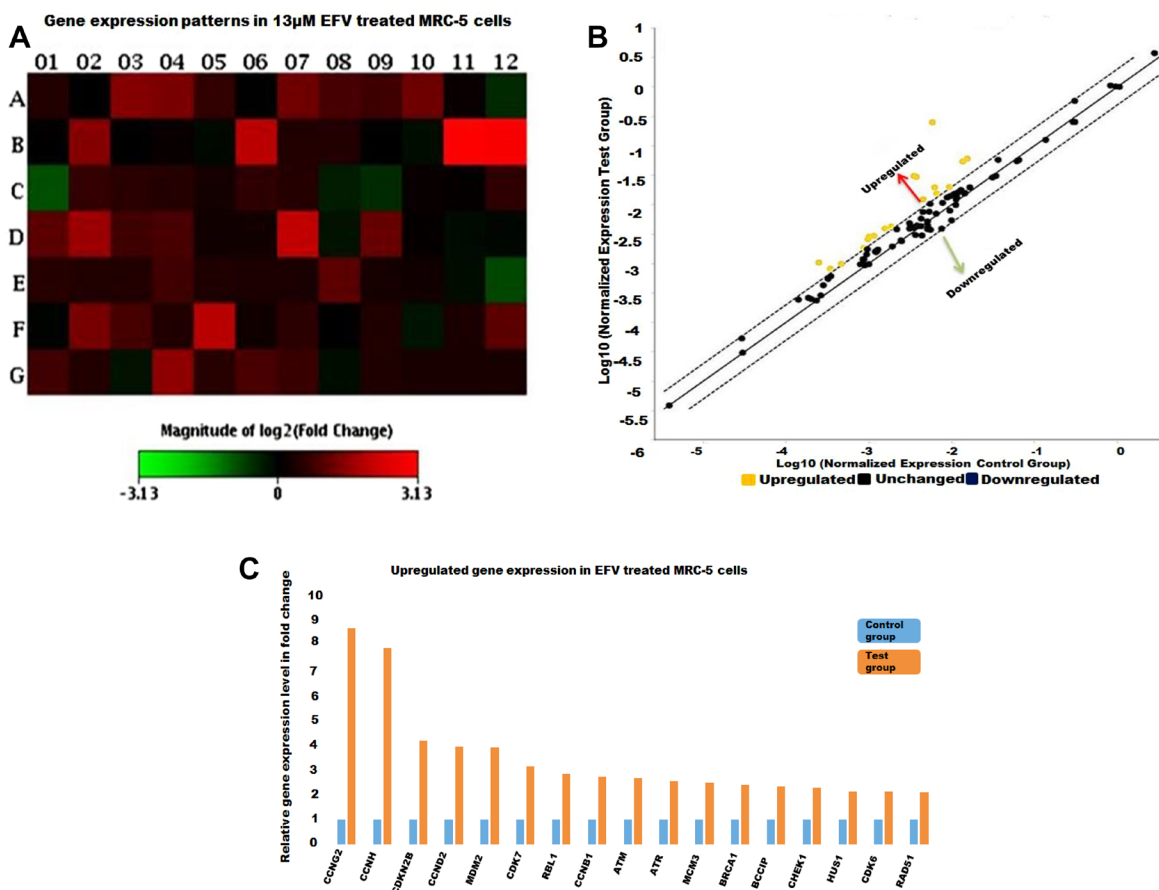 Gene expression patterns in 13µM EFV treated MRC-5 cells
A
01 02 03 04 05 06 07 08 09 10 11 12
A
B
C
D
E
F
G
Magnitude of log2(Fold Change)
-3.13 0 3.13
B
Log10 (Normalized Expression Test Group)
1
0.5
0
-0.5
-1
-1.5
-2
-2.5
-3
-3.5
-4
-4.5
-5
-5.5
-6
Upregulated
Downregulated
-5 -4 -3 -2 -1 0
Log10 (Normalized Expression Control Group)
Upregulated Unchanged Downregulated
C
Upregulated gene expression in EFV treated MRC-5 cells
Relative gene expression level in fold change
10
9
8
7
6
5
4
3
2
1
0
Control
group
Test
group
CCNG2 CCNH CDKN2B CCND2 MDM2 CDK7 RBL1 CCNB1 ATM ATR MCM3 BRCA1 BCCIP CHEK1 HUS1 CDK6 RAD51